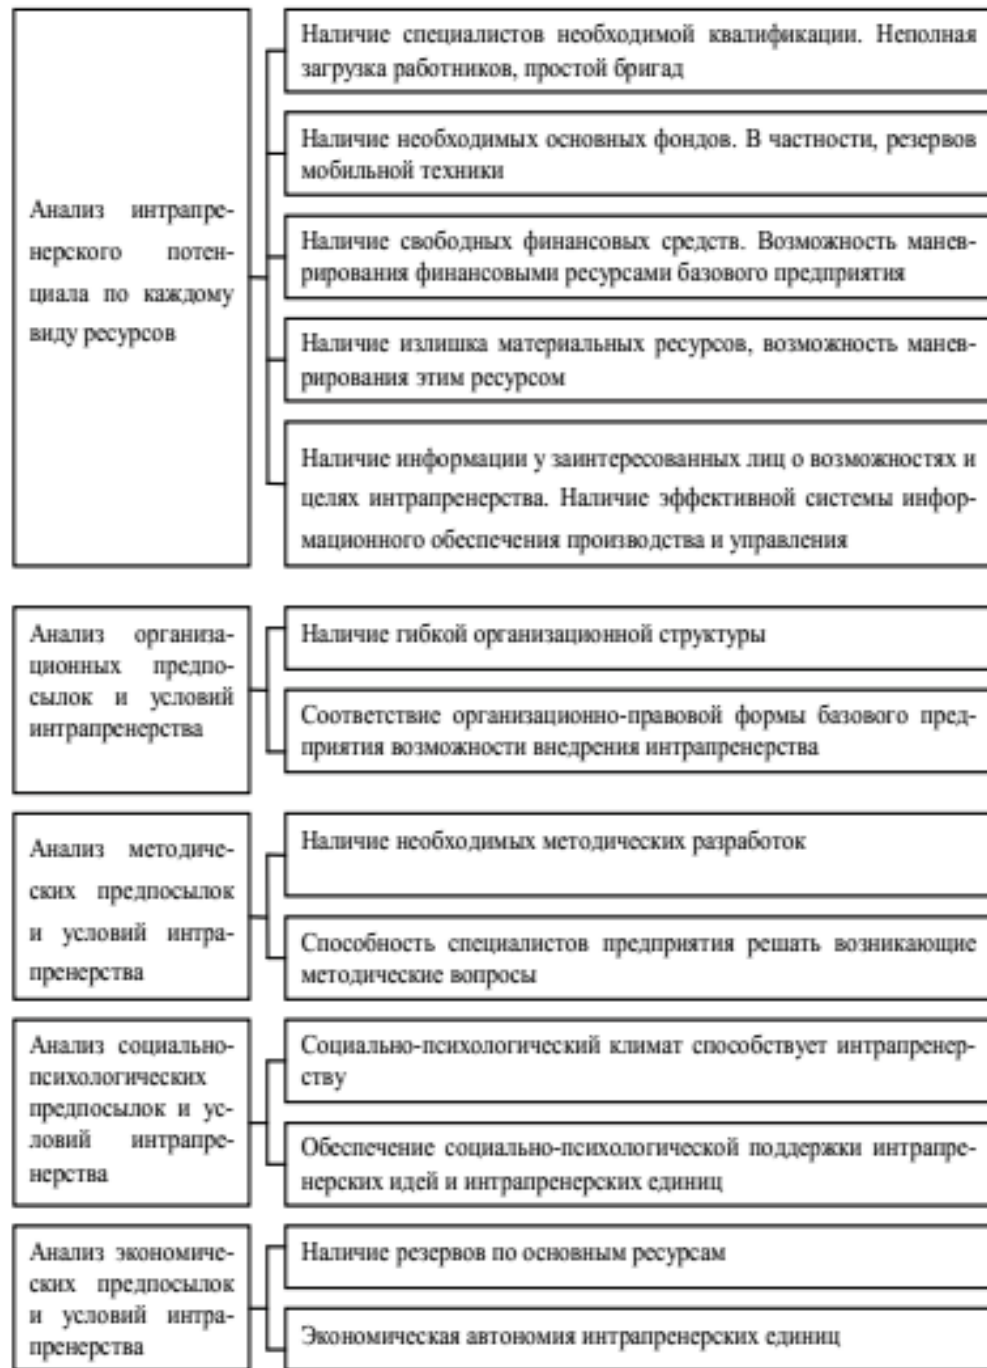 Анализ интрапре-
нерского потен-
циала по каждому
виду ресурсов
Наличие специалистов необходимой квалификации. Неполная
загрузка работников, простой бригад
Наличие необходимых основных фондов. В частности, резервов
мобильной техники
Наличие свободных финансовых средств. Возможность манев-
рирования финансовыми ресурсами базового предприятия
Наличие излишка материальных ресурсов, возможность манев-
рирования этим ресурсом
Наличие информации у заинтересованных лиц о возможностях и
целях интрапренерства. Наличие эффективной системы инфор-
мационного обеспечения производства и управления
Анализ организа-
ционных предпо-
сылок и условий
интрапренерства
Наличие гибкой организационной структуры
Соответствие организационно-правовой формы базового пред-
приятия возможности внедрения интрапренерства
Анализ методиче-
ских предпосылок
и условий интра-
пренерства
Наличие необходимых методических разработок
Способность специалистов предприятия решать возникающие
методические вопросы
Анализ социально-
психологических
предпосылок и ус-
ловий интрапре-
нерства
Социально-психологический климат способствует интрапренер-
ству
Обеспечение социально-психологической поддержки интрапре-
нерских идей и интрапренерских единиц
Анализ экономиче-
ских предпосылок
и условий интра-
пренерства
Наличие резервов по основным ресурсам
Экономическая автономия интрапренерских единиц